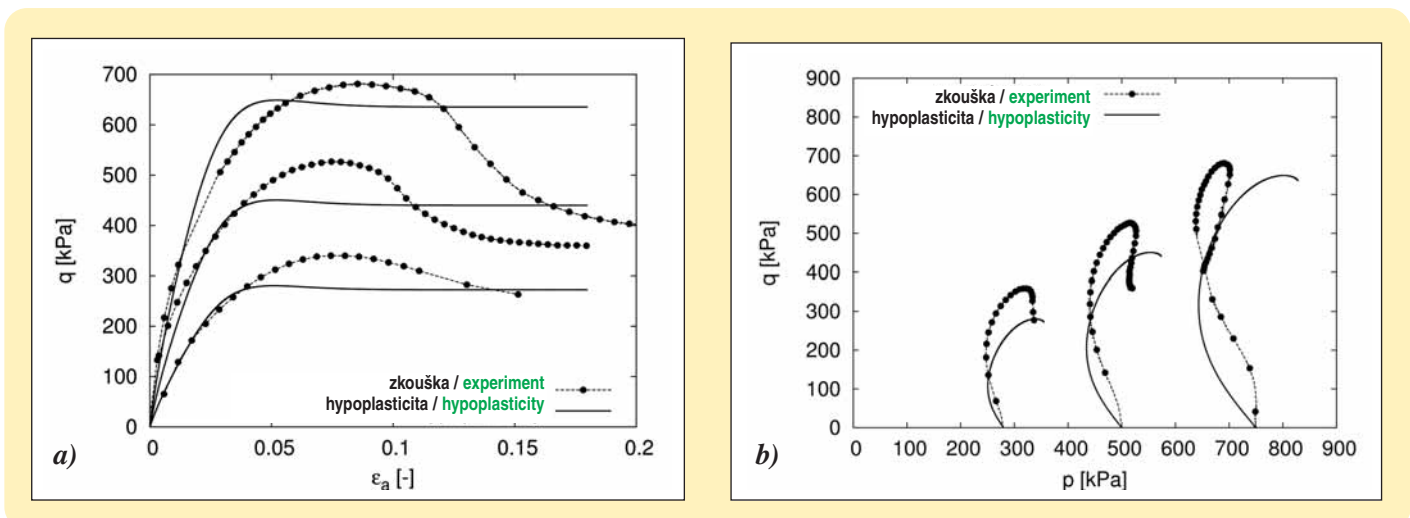 700
600
500
400
300
200
100
0
q [kPa]
zkouška / experiment
hypoplasticita / hypoplasticity
0 0.05 0.1 0.15 0.2
εa [-]
a)
900
800
700
600
500
400
300
200
100
0
q [kPa]
zkouška / experiment
hypoplasticita / hypoplasticity
0 100 200 300 400 500 600 700 800 900
p [kPa]
b)